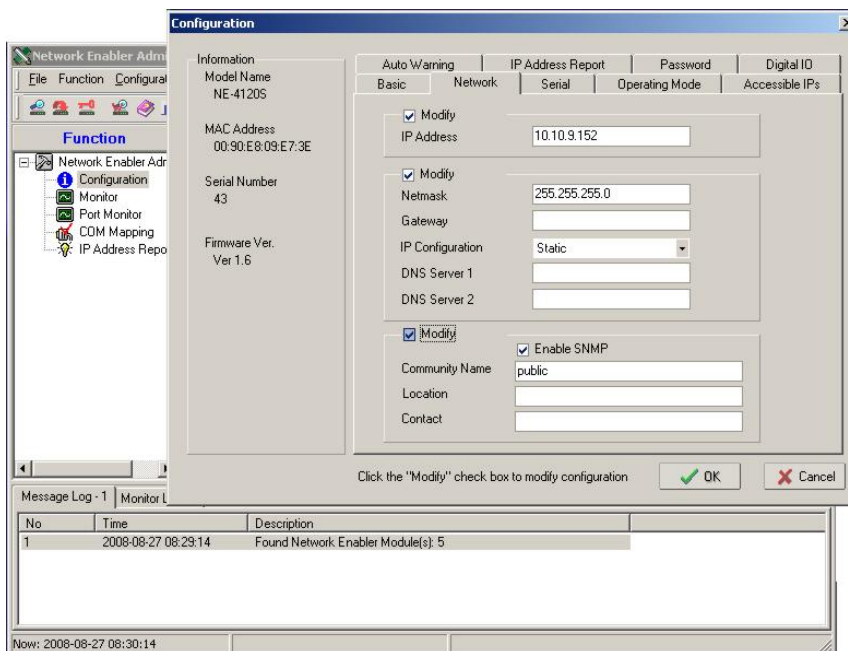 Configuration
Network Enabler Admi
File Function Configurat
Function
Network Enabler Adr
Configuration
Monitor
Port Monitor
COM Mapping
IP Address Repo
Information
Model Name
NE-4120S
MAC Address
00:90:E8:09:E7:3E
Serial Number
43
Firmware Ver.
Ver 1.6
Auto Warning IP Address Report Password Digital IO
Basic Network Serial Operating Mode Accessible IPs
Modify
IP Address 10.10.9.152
Modify
Netmask 255.255.255.0
Gateway
IP Configuration Static
DNS Server 1
DNS Server 2
Modify
Enable SNMP
Community Name public
Location
Contact
Click the "Modify" check box to modify configuration OK Cancel
Message Log - 1 Monitor L
No Time Description
1 2008-08-27 08:29:14 Found Network Enabler Module(s): 5
Now: 2008-08-27 08:30:14